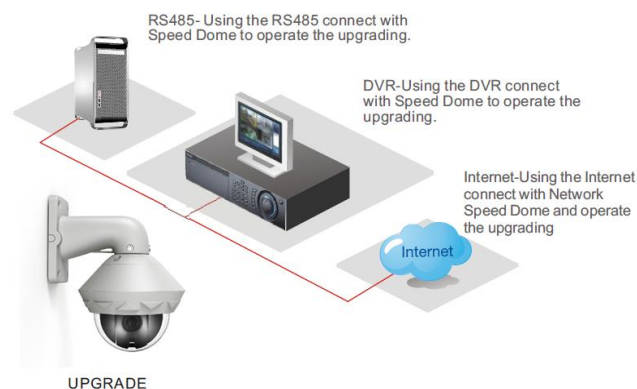 RS485- Using the RS485 connect with
Speed Dome to operate the upgrading.
DVR-Using the DVR connect
with Speed Dome to operate the
upgrading.
Internet-Using the Internet
connect with Network
Speed Dome and operate
the upgrading
Internet
UPGRADE